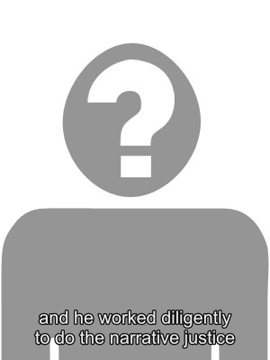 ?
and he worked diligently
to do the narrative justice